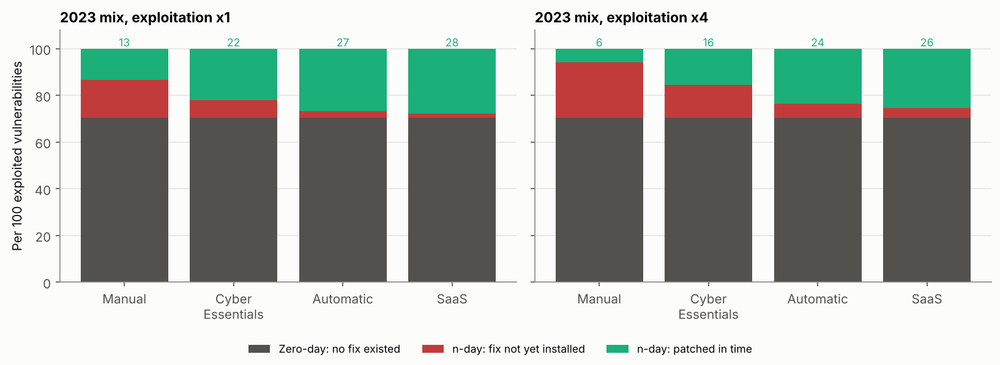 2023 mix, exploitation x1
2023 mix, exploitation x4
Per 100 exploited vulnerabilities
100
80
60
40
20
0
13
22
27
28
6
16
24
26
Manual
Cyber
Essentials
Automatic
SaaS
Manual
Cyber
Essentials
Automatic
SaaS
Zero-day: no fix existed
n-day: fix not yet installed
n-day: patched in time